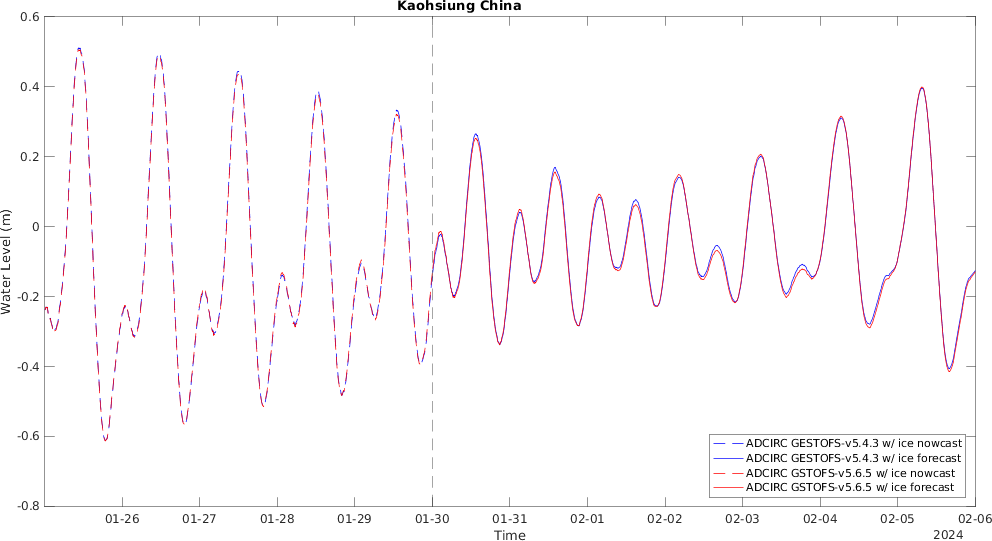 Kaohsiung China
Water Level (m)
0.6
0.4
0.2
0
-0.2
-0.4
-0.6
-0.8
01-26 01-27 01-28 01-29 01-30 01-31 02-01 02-02 02-03 02-04 02-05 02-06
Time
2024
ADCIRC GESTOFS-v5.4.3 w/ ice nowcast
ADCIRC GESTOFS-v5.4.3 w/ ice forecast
ADCIRC GSTOFS-v5.6.5 w/ ice nowcast
ADCIRC GSTOFS-v5.6.5 w/ ice forecast